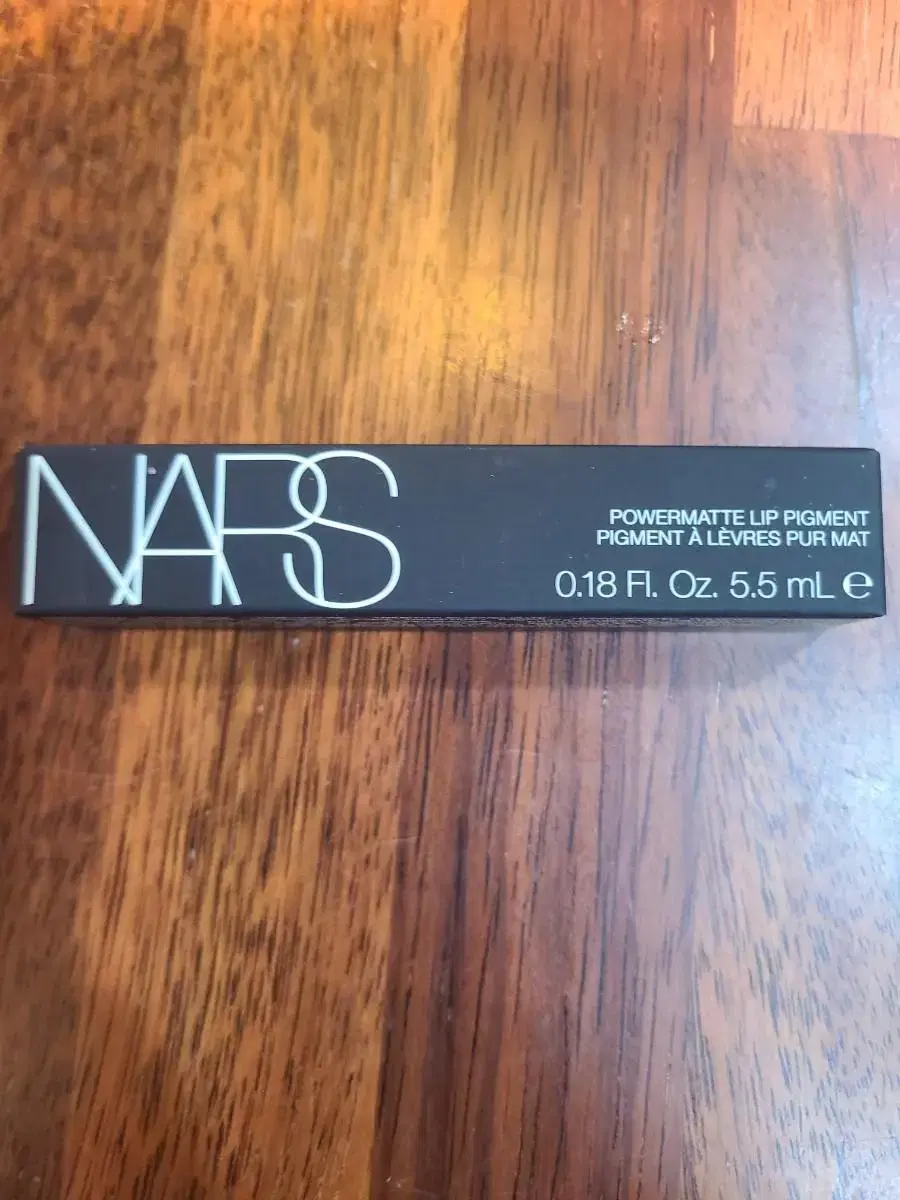 NARS
POWERMATTE LIP PIGMENT
PIGMENT À LÈVRES PUR MAT
0.18 Fl. Oz. 5.5 mL ℮